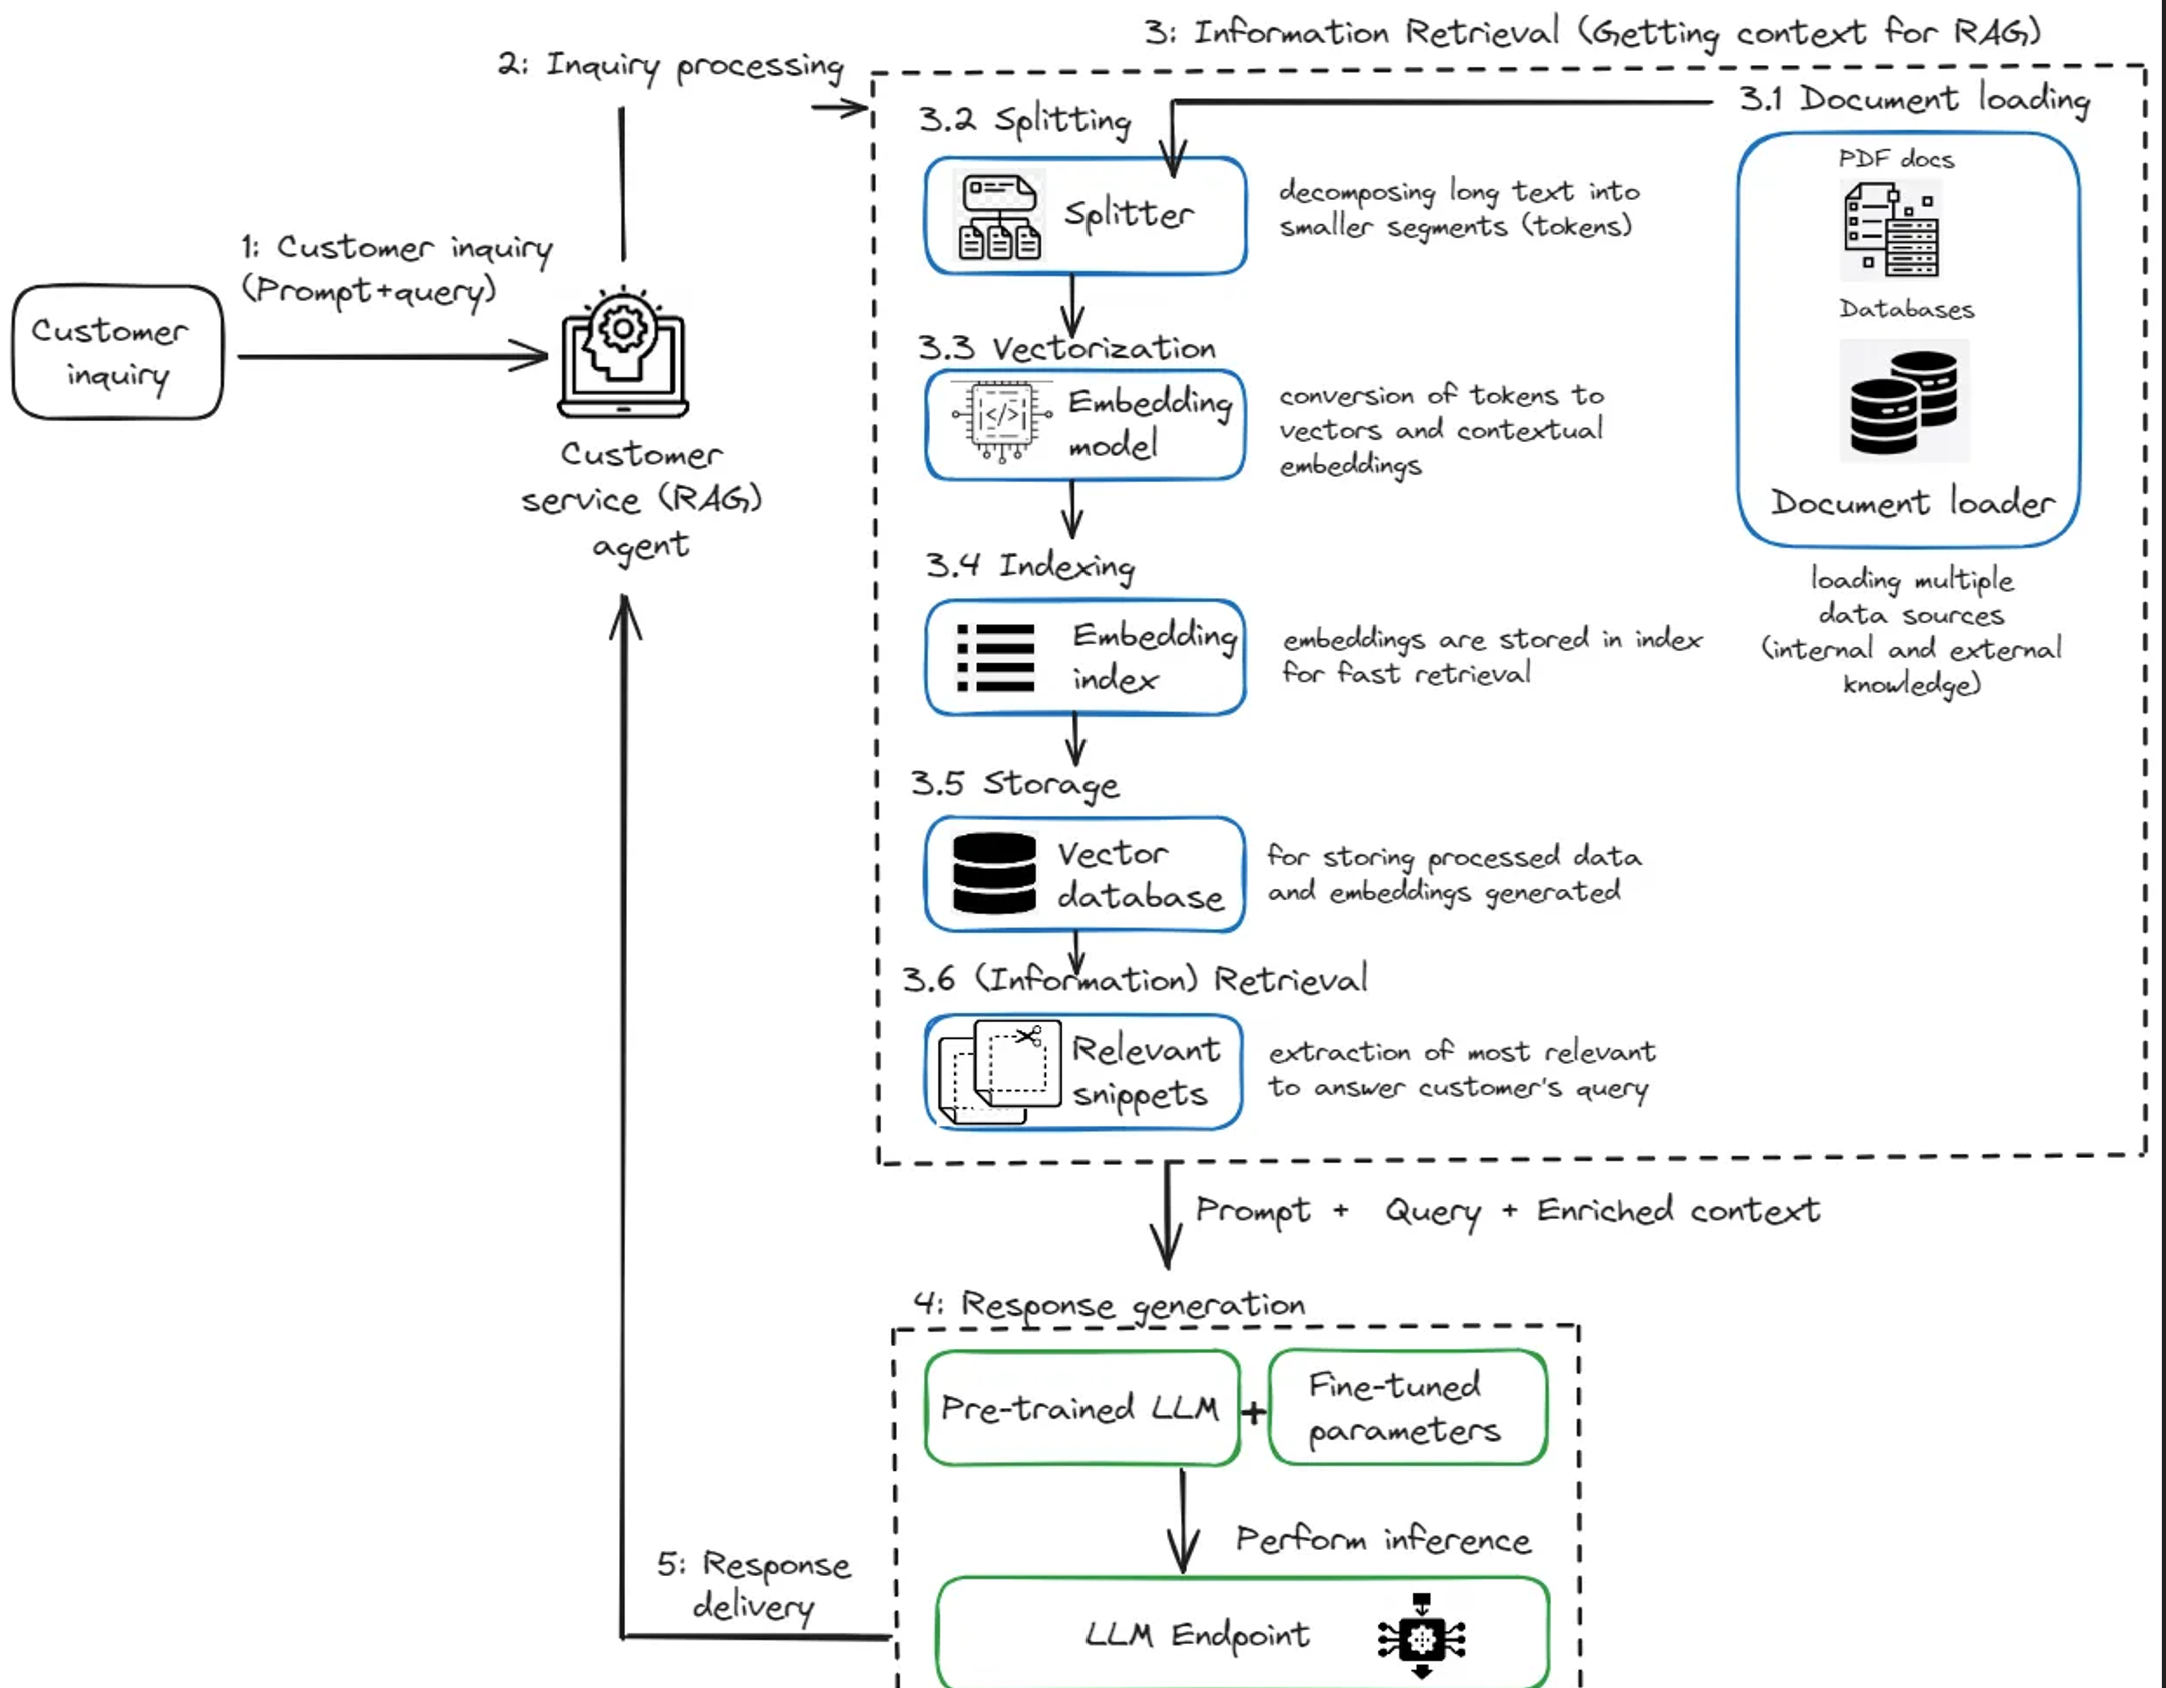 3: Information Retrieval (Getting context for RAG)
2: Inquiry processing
3.1 Document loading
3.2 Splitting
PDF docs
Splitter
decomposing long text into
smaller segments (tokens)
1: Customer inquiry
(Prompt+query)
Customer
inquiry
Databases
3.3 Vectorization
Embedding
model
conversion of tokens to
vectors and contextual
embeddings
Customer
service (RAG)
agent
Document loader
loading multiple
data sources
(internal and external
knowledge)
3.4 Indexing
Embedding
index
embeddings are stored in index
for fast retrieval
3.5 Storage
Vector
database
for storing processed data
and embeddings generated
3.6 (Information) Retrieval
Relevant
snippets
extraction of most relevant
to answer customer's query
Prompt + Query + Enriched context
4: Response generation
Pre-trained LLM
+
Fine-tuned
parameters
Perform inference
5: Response
delivery
LLM Endpoint